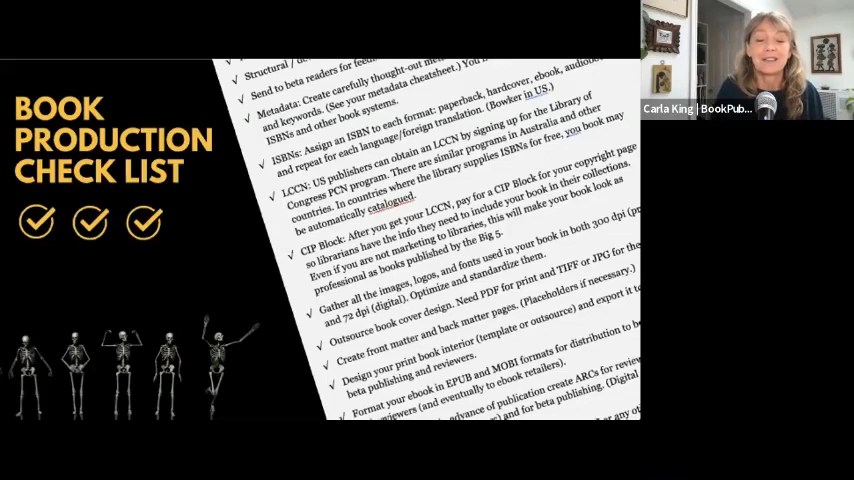 BOOK
PRODUCTION
CHECK LIST
Structural /
Send to beta readers for
Metadata: Create carefully thought-out
and keywords. (See your metadata cheatsheet.) You
ISBNs and other book systems.
ISBNs: Assign an ISBN to each format: paperback, hardcover, ebook,
and repeat for each language/foreign translation. (Bowker in US.)
LCCN: US publishers can obtain an LCCN by signing up for the Library of
Congress PCN program. There are similar programs in Australia and other
countries. In countries where the library supplies ISBNs for free, you book may
be automatically catalogued.
CIP Block: After you get your LCCN, pay for a CIP Block for your copyright page
so librarians have the info they need to include your book in their collections.
Even if you are not marketing to libraries, this will make your book look as
professional as books published by the Big 5.
Gather all the images, logos, and fonts used in your book in both 300 dpi
and 72 dpi (digital). Optimize and standardize them.
Outsource book cover design. Need PDF for print and TIFF or JPG for the
Create front matter and back matter pages. (Placeholders if necessary.)
Design your print book interior (template or outsource) and export it
beta publishing and reviewers.
Format your ebook in EPUB and MOBI formats for distribution to
reviewers (and eventually to ebook retailers).
advance of publication create ARCs for
and for beta publishing. (Digital
Carla King | BookPub...